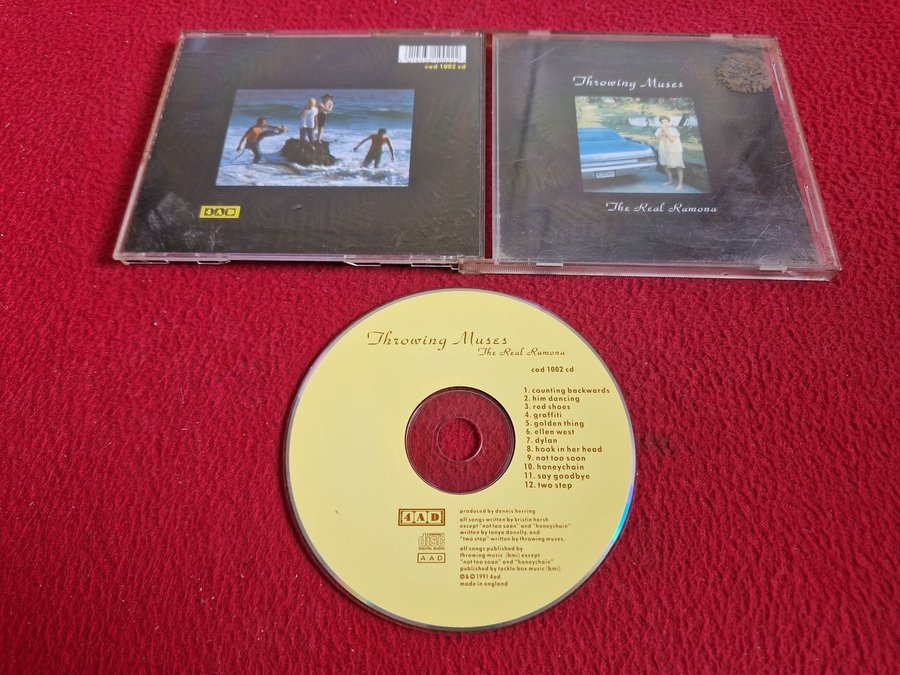 cad 1002 cd
4AD
Throwing Muses
The Real Ramona
Throwing Muses
The Real Ramona
cad 1002 cd
1. counting backwards
2. him dancing
3. red shoes
4. graffiti
5. golden thing
6. ellen west
7. dylan
8. hook in her head
9. not too soon
10. honeychain
11. say goodbye
12. two step
4AD
COMPACT
disc
DIGITAL AUDIO
AAD
produced by dennis herring
all songs written by kristin hersh
except "not too soon" and "honeychain"
written by tanya donelly, and
"two step" written by throwing muses.
all songs published by
throwing music (bmi) except
"not too soon" and "honeychain"
published by tackle box music (bmi)
℗&© 1991 4ad
made in england